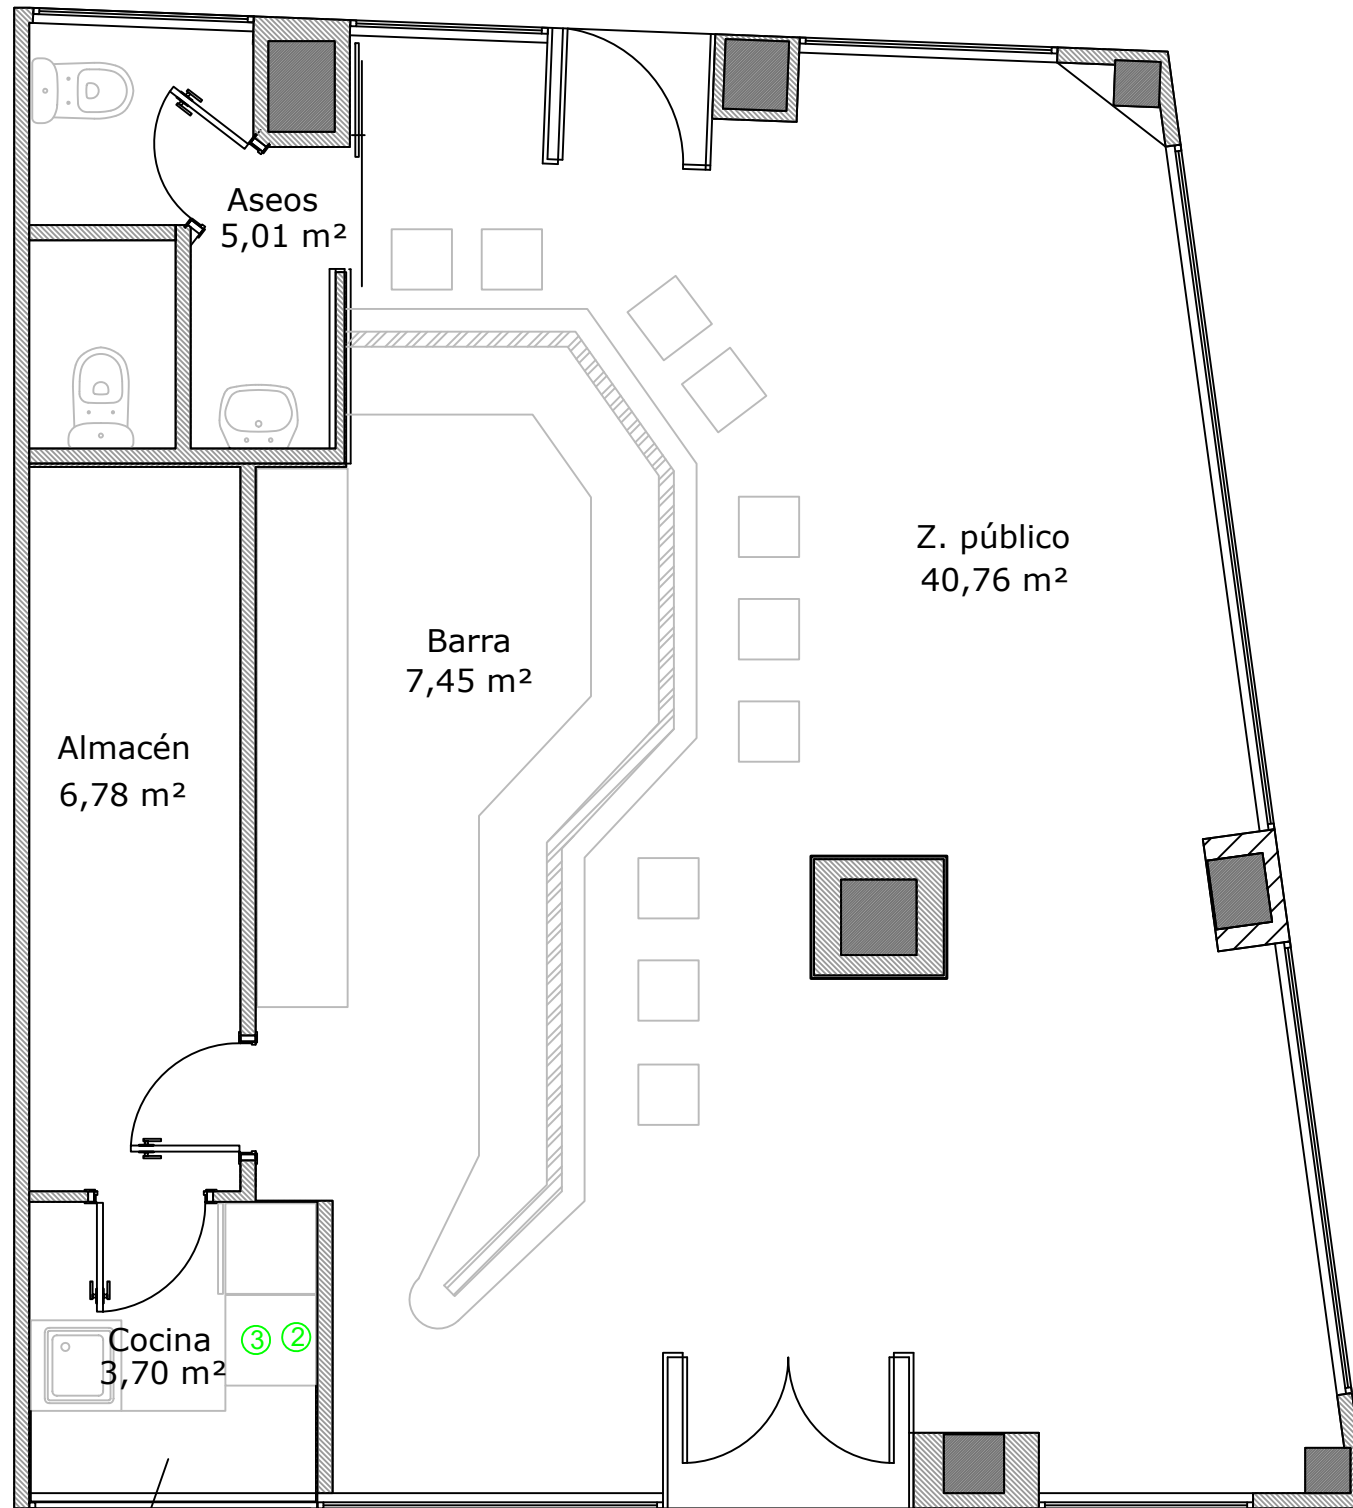 Aseos
5,01 m²
Z. público
40,76 m²
Barra
7,45 m²
Almacén
6,78 m²
Cocina
3,70 m²
3 2